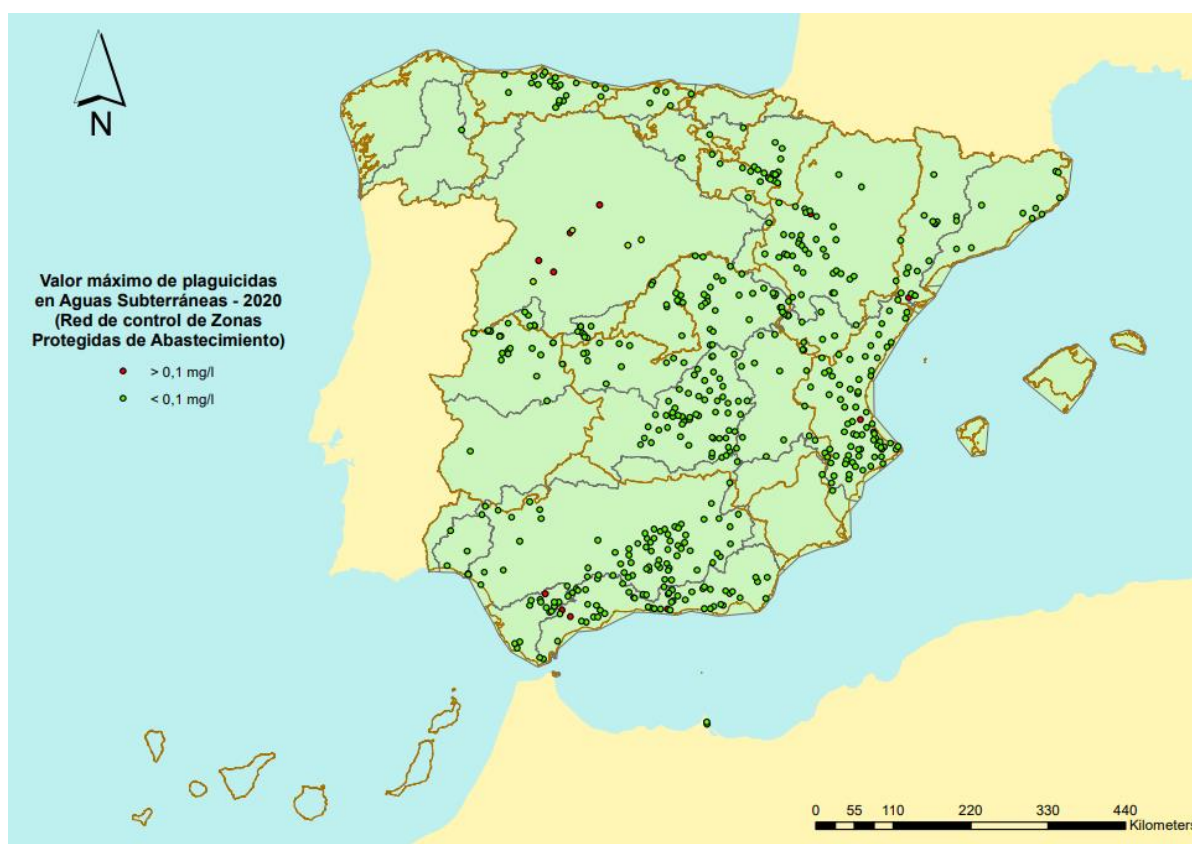 N
Valor máximo de plaguicidas
en Aguas Subterráneas - 2020
(Red de control de Zonas
Protegidas de Abastecimiento)
> 0,1 mg/l
< 0,1 mg/l
0 55 110 220 330 440
Kilometers